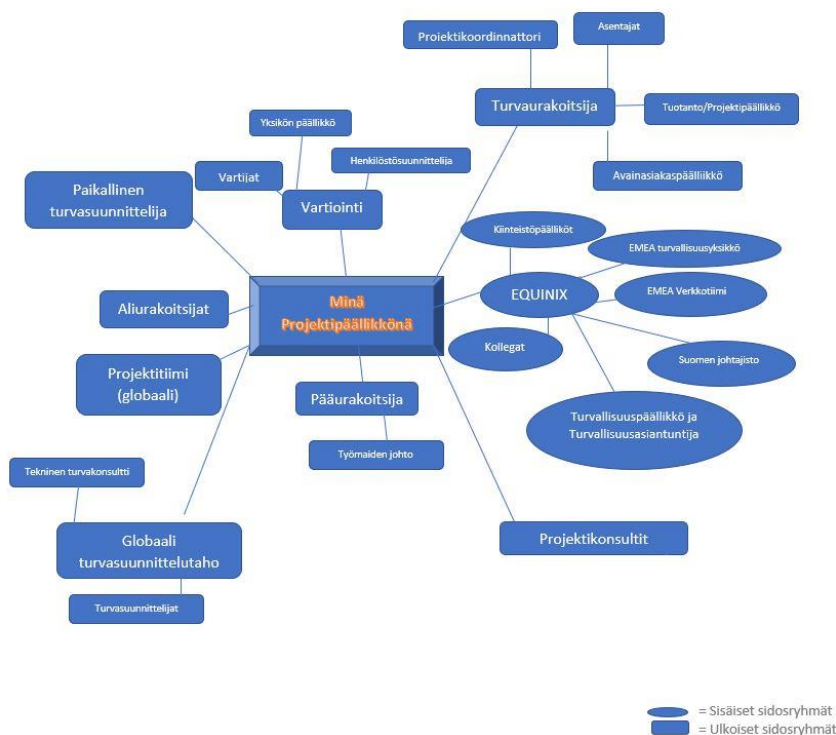 Proiektikoordinnattori
Asentajat
Turvaurakoitsija
Tuotanto/Projektipäällikkö
Yksikön päällikkö
Henkilöstösuunnittelija
Vartijat
Avainasiakaspäälliikkö
Paikallinen
turvasuunnittelija
Vartiointi
Kiinteistöpäälliköt
EMEA turvallisuusyksikkö
Minä
Projektipäällikkönä
EQUINIX
EMEA Verkkotiimi
Aliurakoitsijat
Kollegat
Suomen johtajisto
Projektitiimi
(globaali)
Pääurakoitsija
Turvallisuuspäällikkö ja
Turvallisuusasiantuntija
Työmaiden johto
Tekninen turvakonsultti
Globaali
turvasuunnittelutaho
Projektikonsultit
Turvasuunnittelijat
= Sisäiset sidosryhmät
= Ulkoiset sidosryhmät